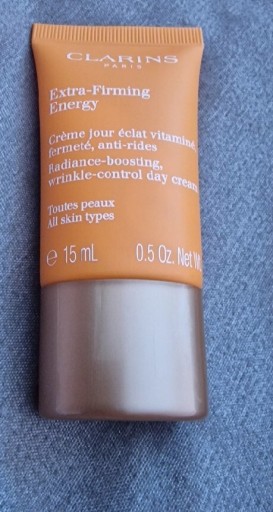 CLARINS
PARIS
Extra-Firming
Energy
Crème jour éclat vitaminé,
fermeté, anti-rides
Radiance-boosting,
wrinkle-control day cream
Toutes peaux
All skin types
e 15 mL 0.5 Oz. Net